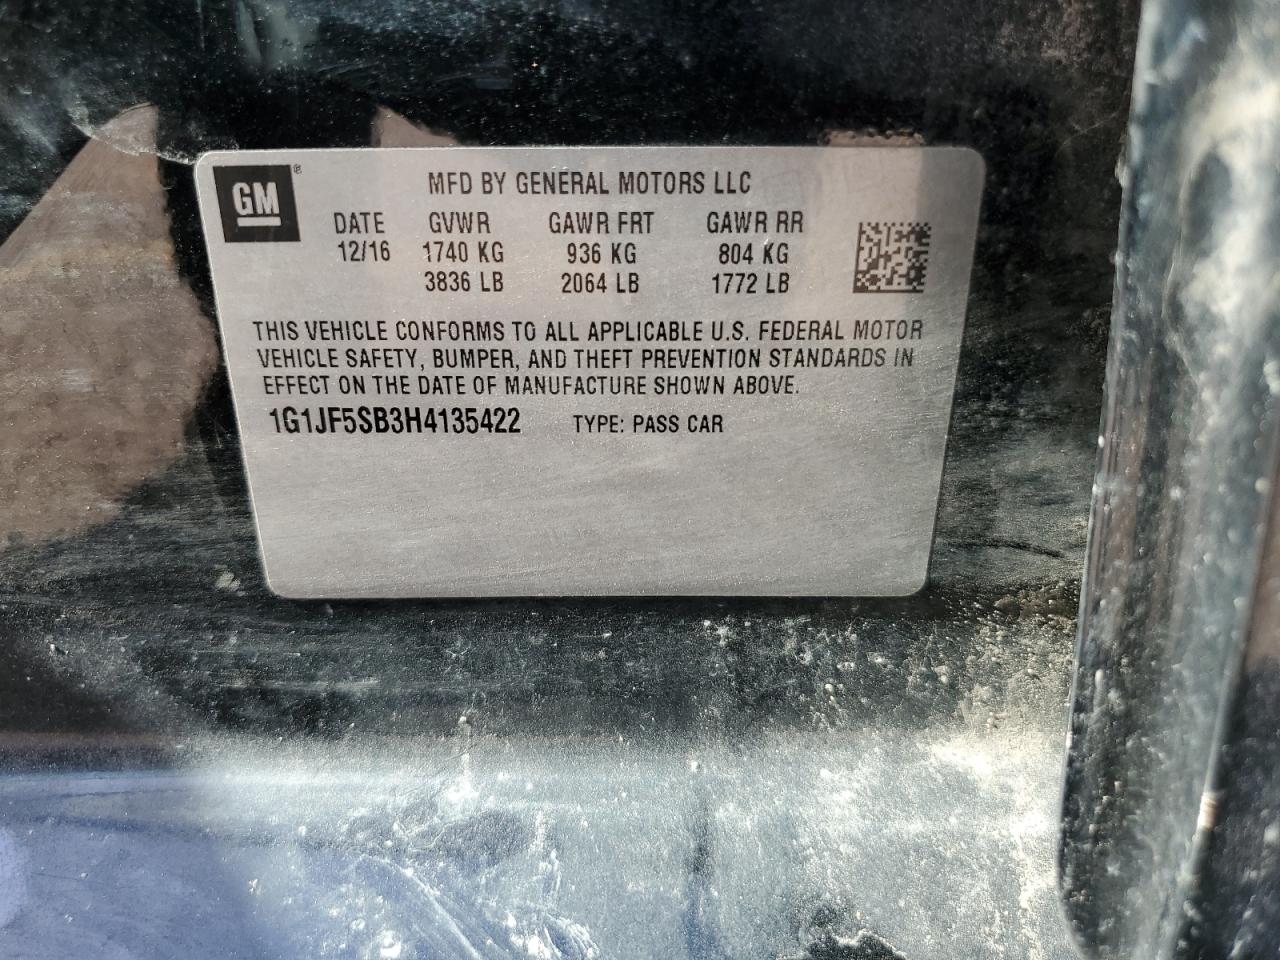 GM®
MFD BY GENERAL MOTORS LLC
DATE GVWR GAWR FRT GAWR RR
12/16 1740 KG 936 KG 804 KG
3836 LB 2064 LB 1772 LB
THIS VEHICLE CONFORMS TO ALL APPLICABLE U.S. FEDERAL MOTOR
VEHICLE SAFETY, BUMPER, AND THEFT PREVENTION STANDARDS IN
EFFECT ON THE DATE OF MANUFACTURE SHOWN ABOVE.
1G1JF5SB3H4135422 TYPE: PASS CAR